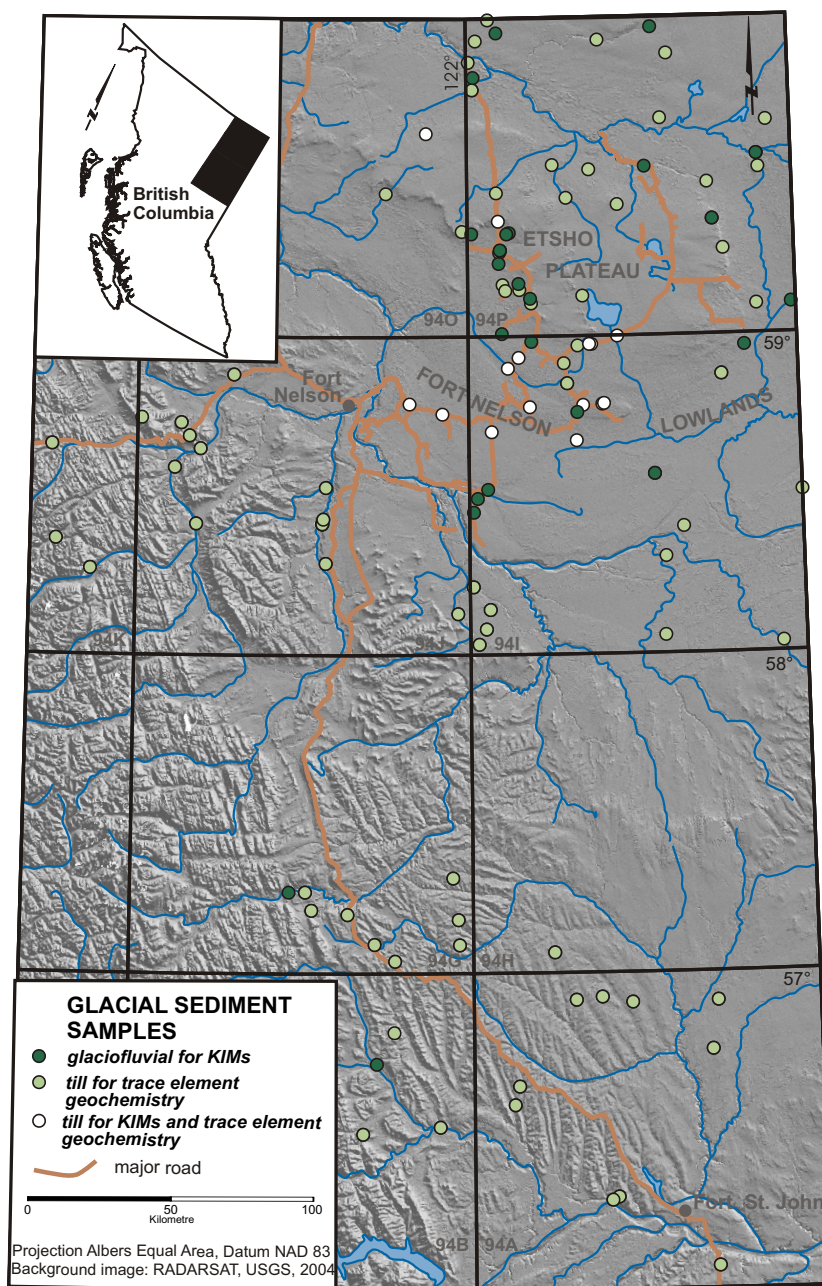 N
British
Columbia
122°
N
ETSHO
PLATEAU
94O
94P
59°
Fort
Nelson
FORT NELSON
LOWLANDS
94K
94J
94I
58°
94G
94H
57°
GLACIAL SEDIMENT
SAMPLES
glaciofluvial for KIMs
till for trace element
geochemistry
till for KIMs and trace element
geochemistry
major road
0 50 100
Kilometre
Projection Albers Equal Area, Datum NAD 83
Background image: RADARSAT, USGS, 2004
94B
94A
Fort. St. John